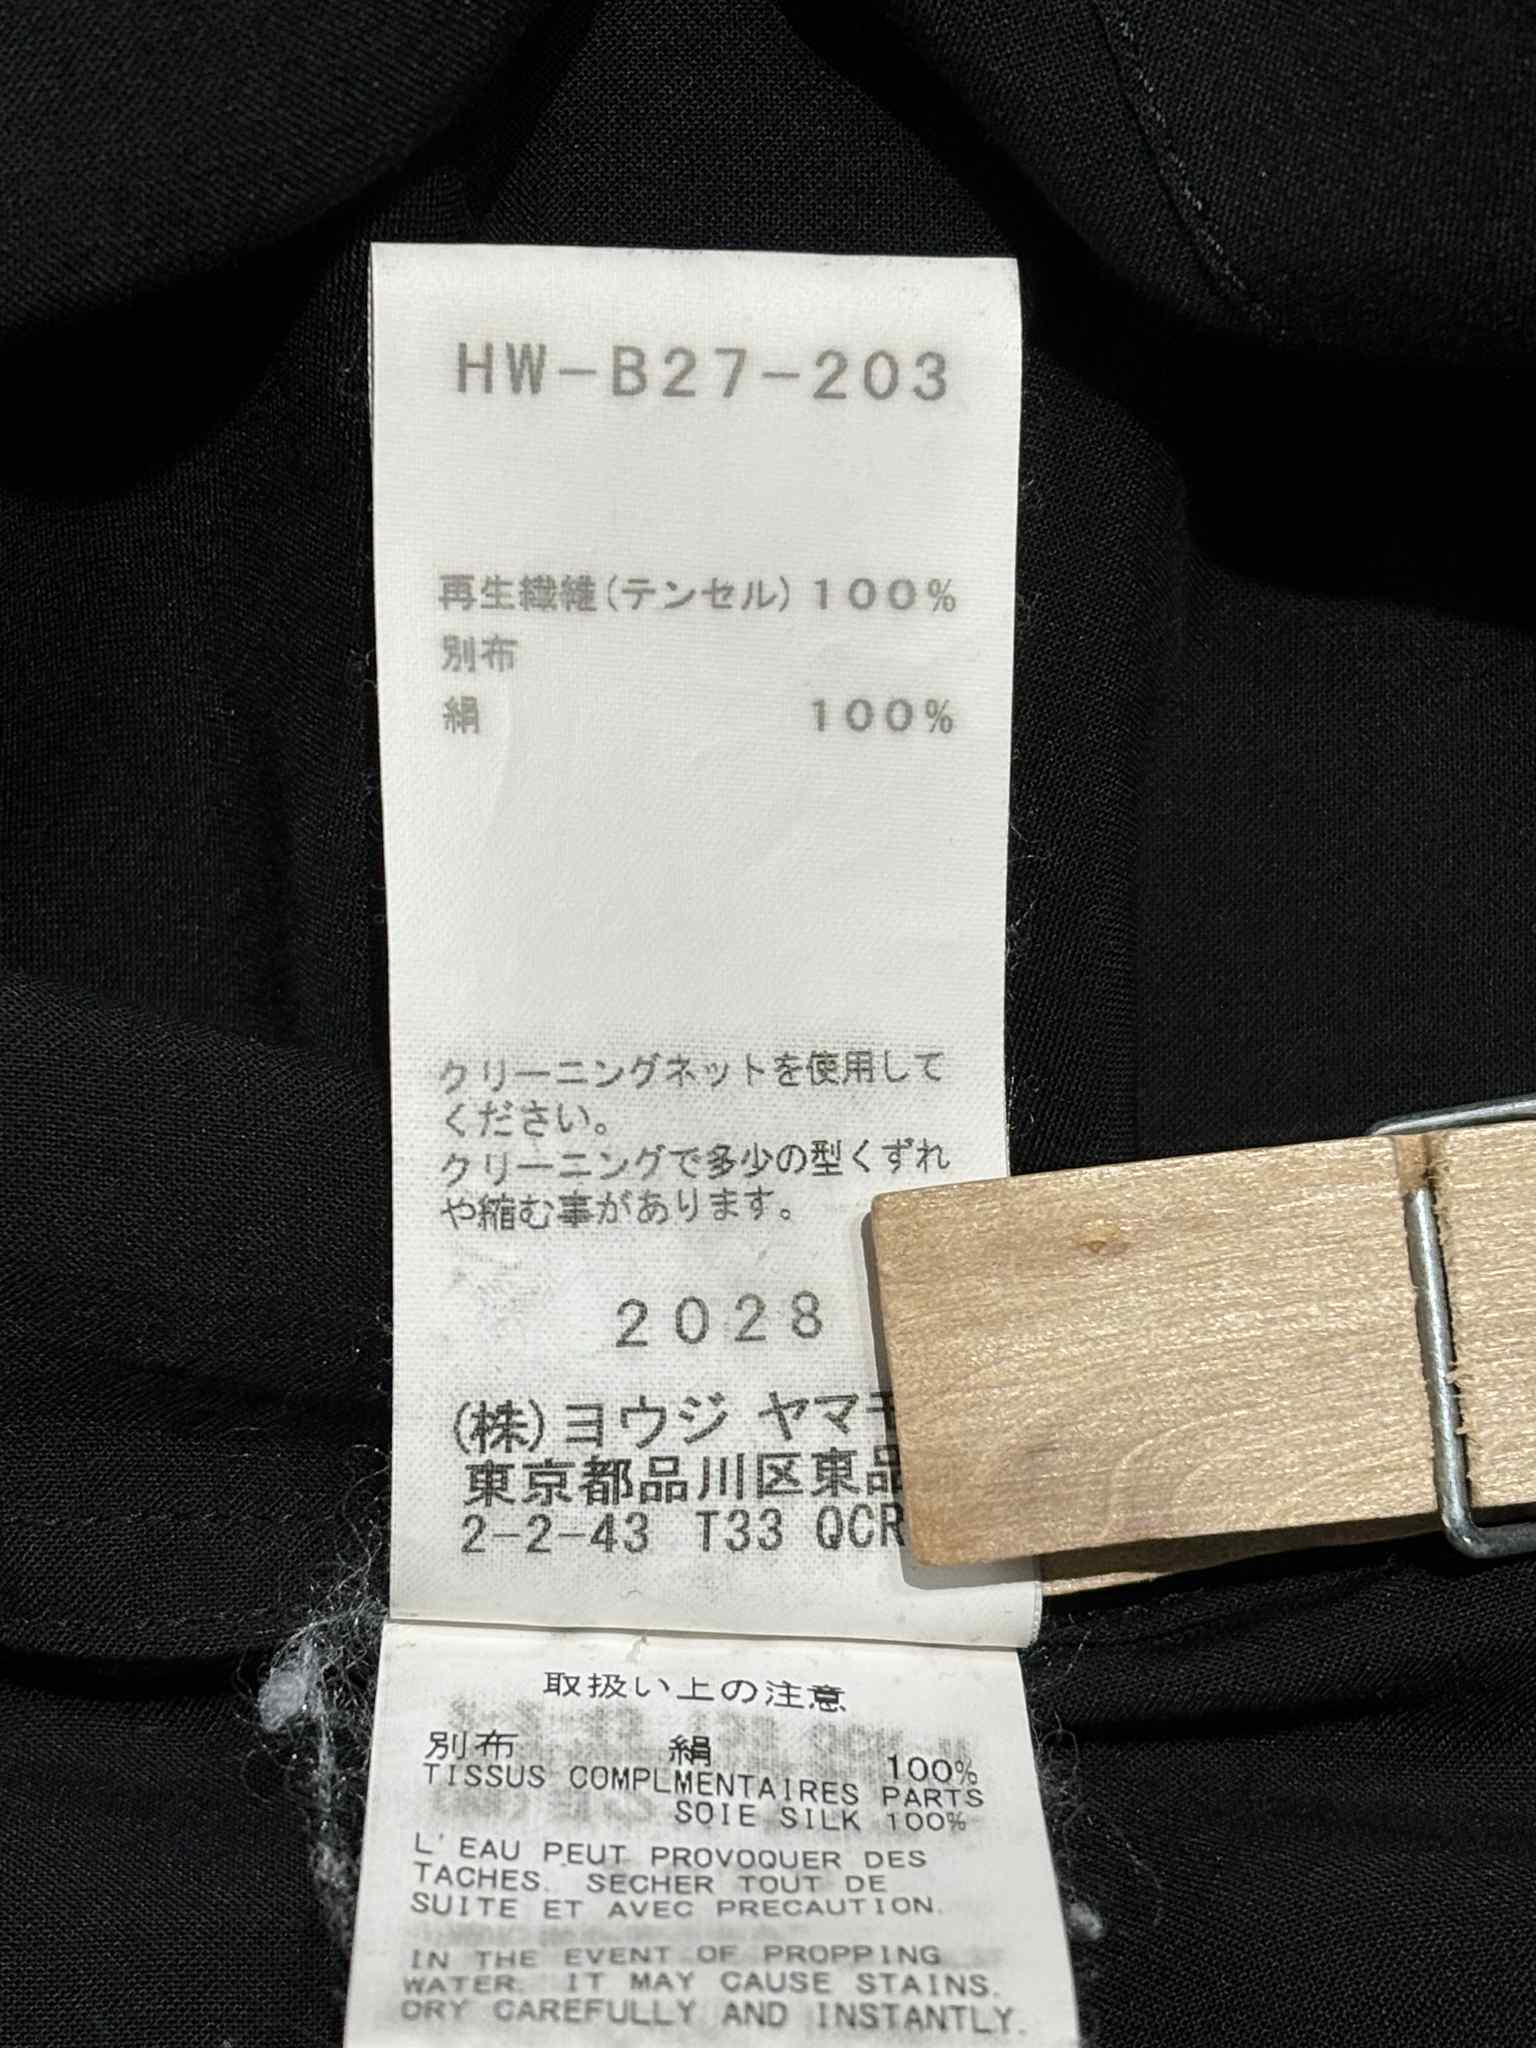 HW-B27-203
再生繊維(テンセル)100%
別布
絹 100%
クリーニングネットを使用して
ください。
クリーニングで多少の型くずれ
や縮む事があります。
2028
(株)ヨウジ ヤマ
東京都品川区東品
2-2-43 T33 QCR
取扱い上の注意
別布 絹 100%
TISSUS COMPLMENTAIRES PARTS
SOIE SILK 100%
L'EAU PEUT PROVOQUER DES
TACHES. SECHER TOUT DE
SUITE ET AVEC PRECAUTION.
IN THE EVENT OF PROPPING
WATER. IT MAY CAUSE STAINS.
DRY CAREFULLY AND INSTANTLY.